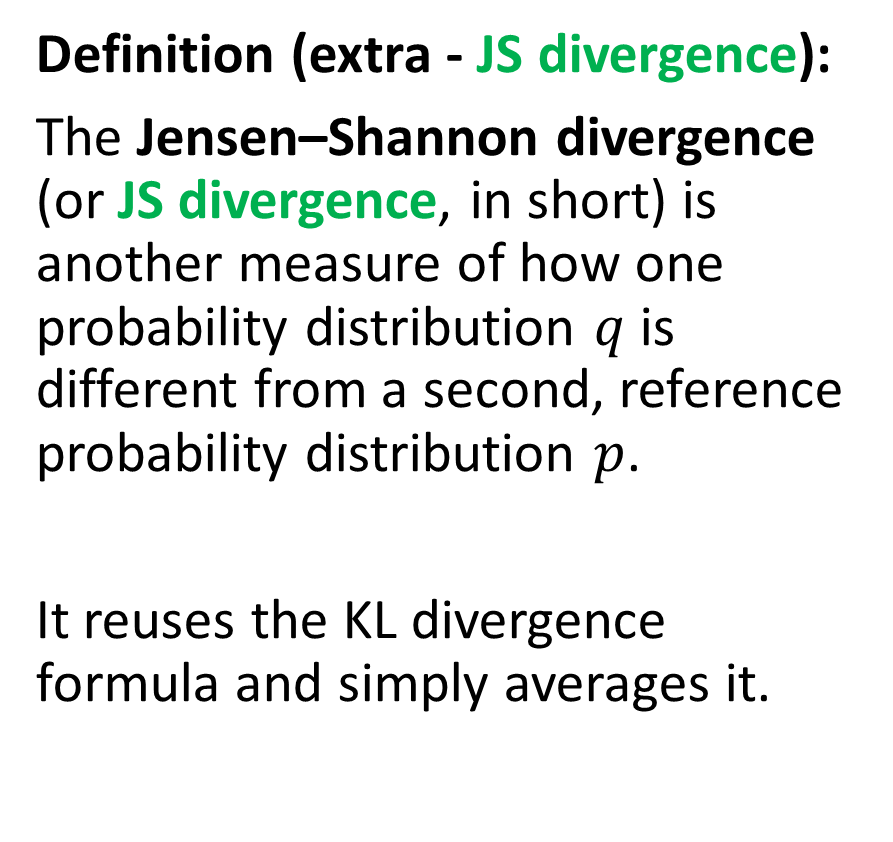 Definition (extra - JS divergence):
The Jensen–Shannon divergence
(or JS divergence, in short) is
another measure of how one
probability distribution q is
different from a second, reference
probability distribution p.
It reuses the KL divergence
formula and simply averages it.